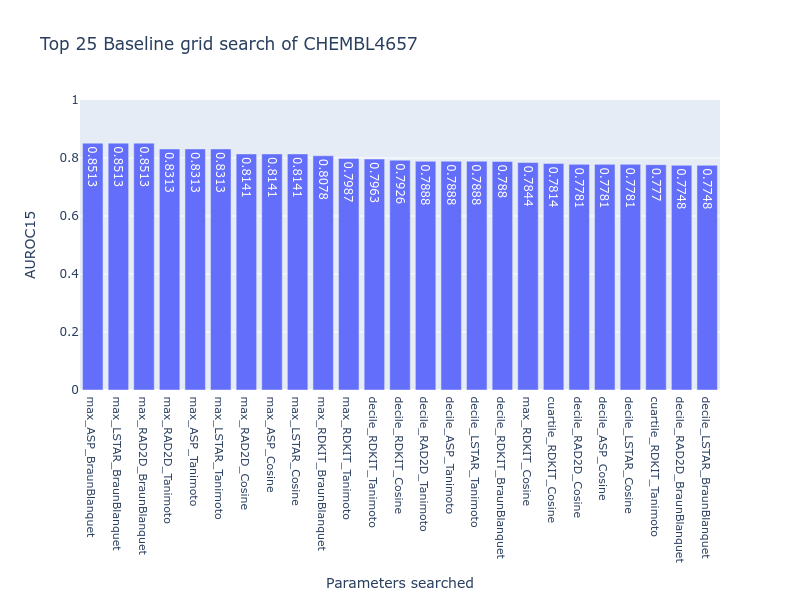 Top 25 Baseline grid search of CHEMBL4657
AUROC15
1
0.8
0.6
0.4
0.2
0
0.8513
0.8513
0.8513
0.8313
0.8313
0.8313
0.8141
0.8141
0.8141
0.8078
0.7987
0.7963
0.7926
0.7888
0.7888
0.7888
0.788
0.7844
0.7814
0.7781
0.7781
0.7781
0.777
0.7748
0.7748
max_ASP_BraunBlanquet
max_LSTAR_BraunBlanquet
max_RAD2D_BraunBlanquet
max_RAD2D_Tanimoto
max_ASP_Tanimoto
max_LSTAR_Tanimoto
max_RAD2D_Cosine
max_ASP_Cosine
max_LSTAR_Cosine
max_RDKIT_BraunBlanquet
max_RDKIT_Tanimoto
decile_RDKIT_Tanimoto
decile_RDKIT_Cosine
decile_RAD2D_Tanimoto
decile_ASP_Tanimoto
decile_LSTAR_Tanimoto
decile_RDKIT_BraunBlanquet
max_RDKIT_Cosine
cuartile_RDKIT_Cosine
decile_RAD2D_Cosine
decile_ASP_Cosine
decile_LSTAR_Cosine
cuartile_RDKIT_Tanimoto
decile_RAD2D_BraunBlanquet
decile_LSTAR_BraunBlanquet
Parameters searched